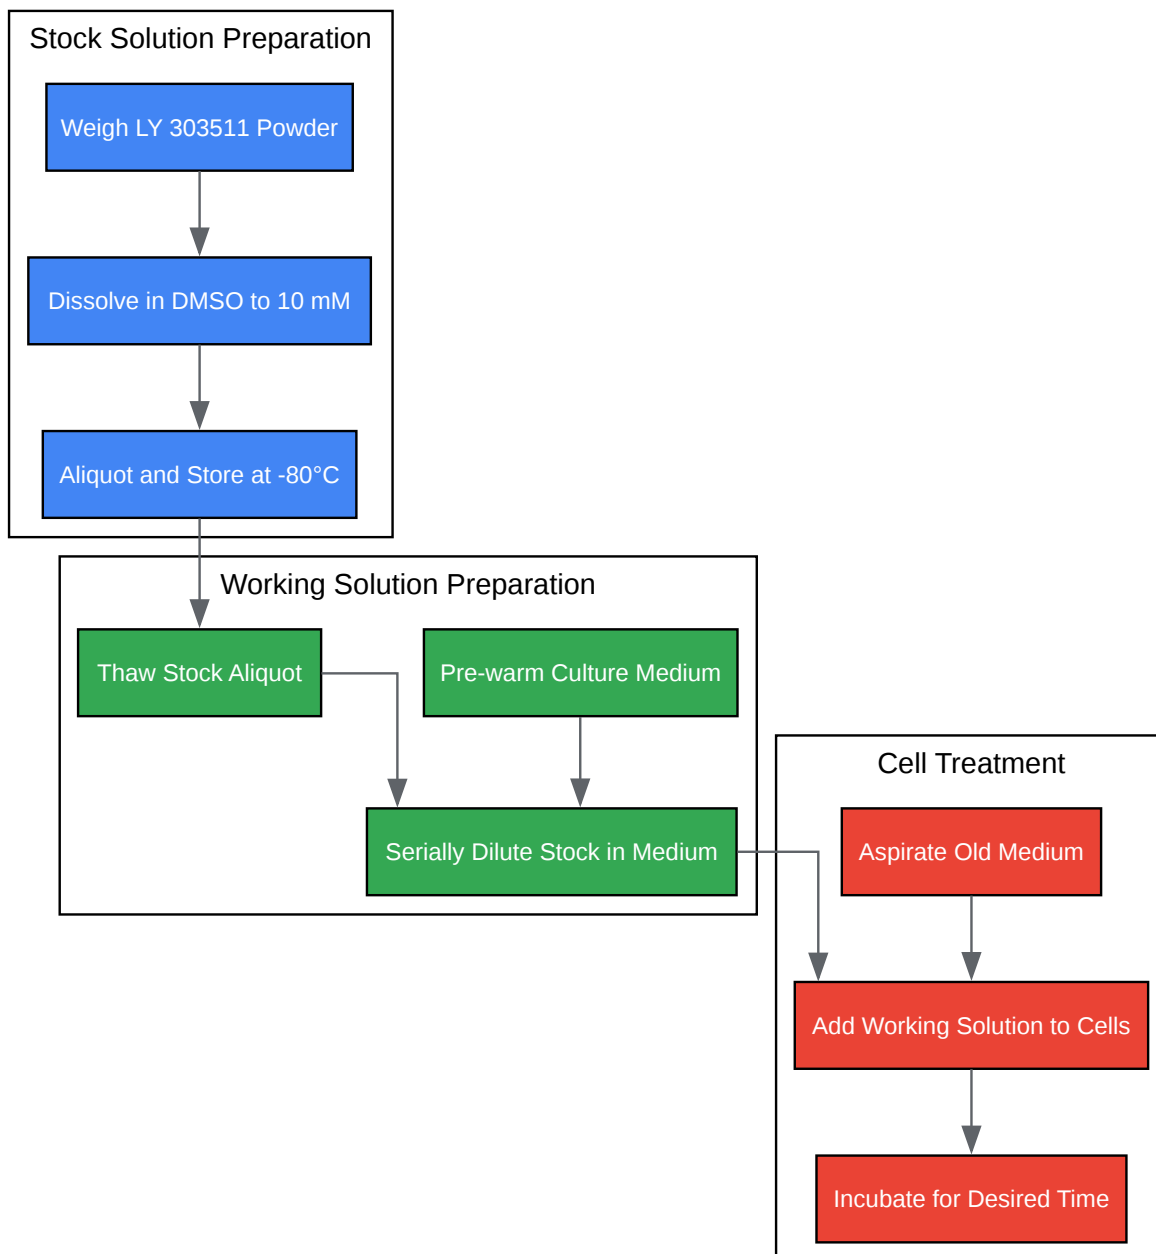 Stock Solution Preparation
Weigh LY 303511 Powder
Dissolve in DMSO to 10 mM
Aliquot and Store at -80°C
Working Solution Preparation
Thaw Stock Aliquot
Pre-warm Culture Medium
Serially Dilute Stock in Medium
Cell Treatment
Aspirate Old Medium
Add Working Solution to Cells
Incubate for Desired Time